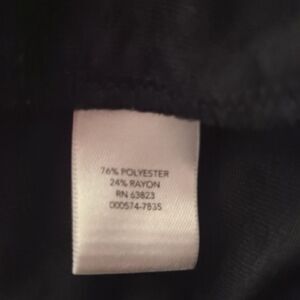 76% POLYESTER
24% RAYON
RN 63823
000574-7835